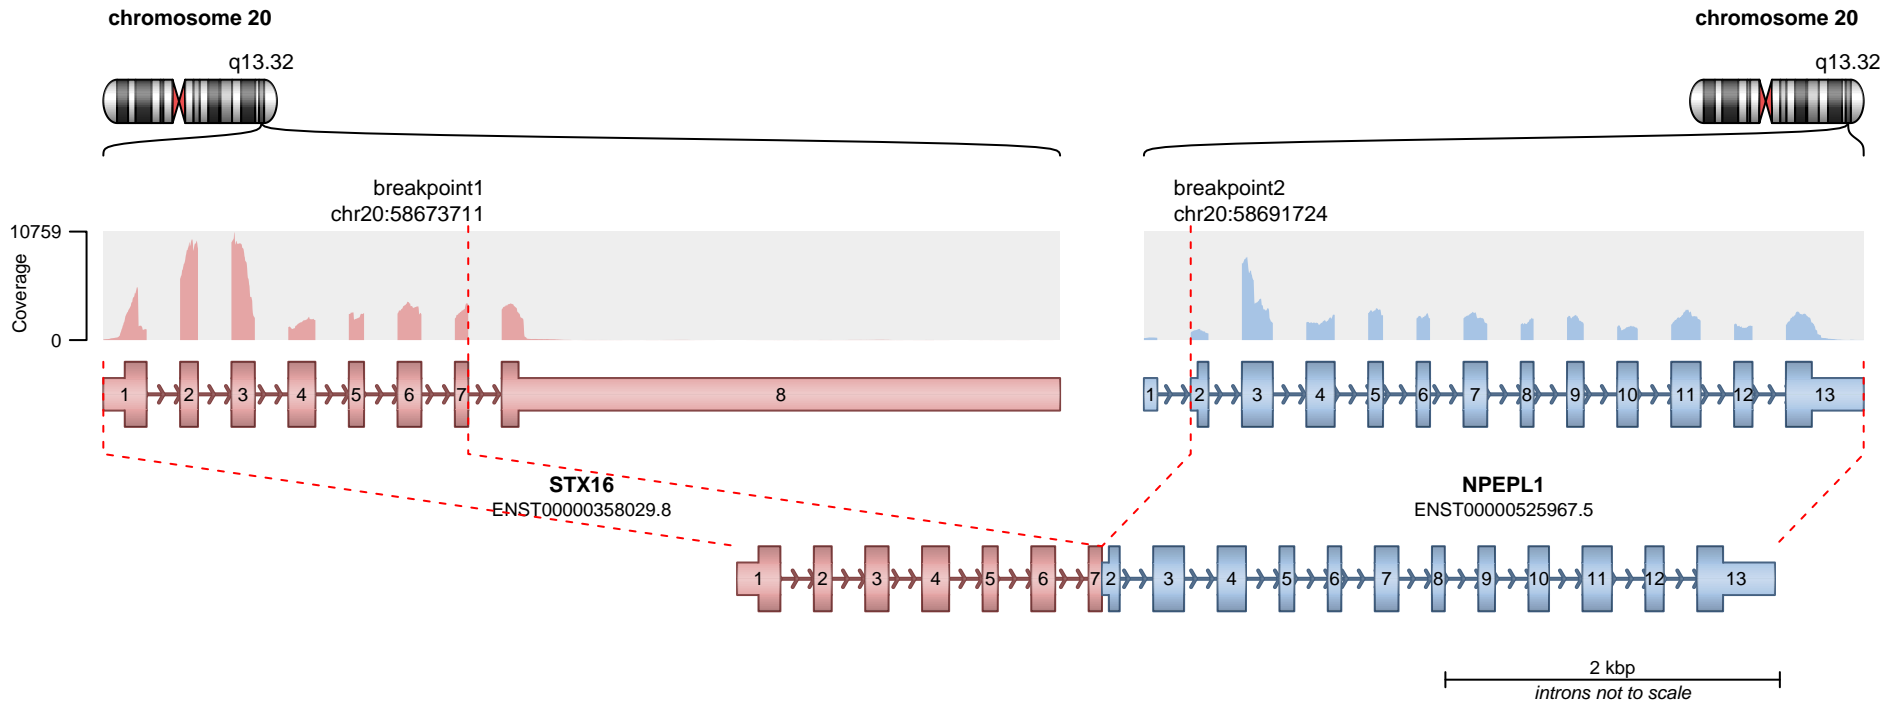 chromosome 20
chromosome 20
q13.32
q13.32
breakpoint1
chr20:58673711
breakpoint2
chr20:58691724
10759
Coverage
0
1 2 3 4 5 6 7 8
1 2 3 4 5 6 7 8 9 10 11 12 13
STX16
ENST00000358029.8
NPEPL1
ENST00000525967.5
1 2 3 4 5 6 7 2 3 4 5 6 7 8 9 10 11 12 13
2 kbp
introns not to scale